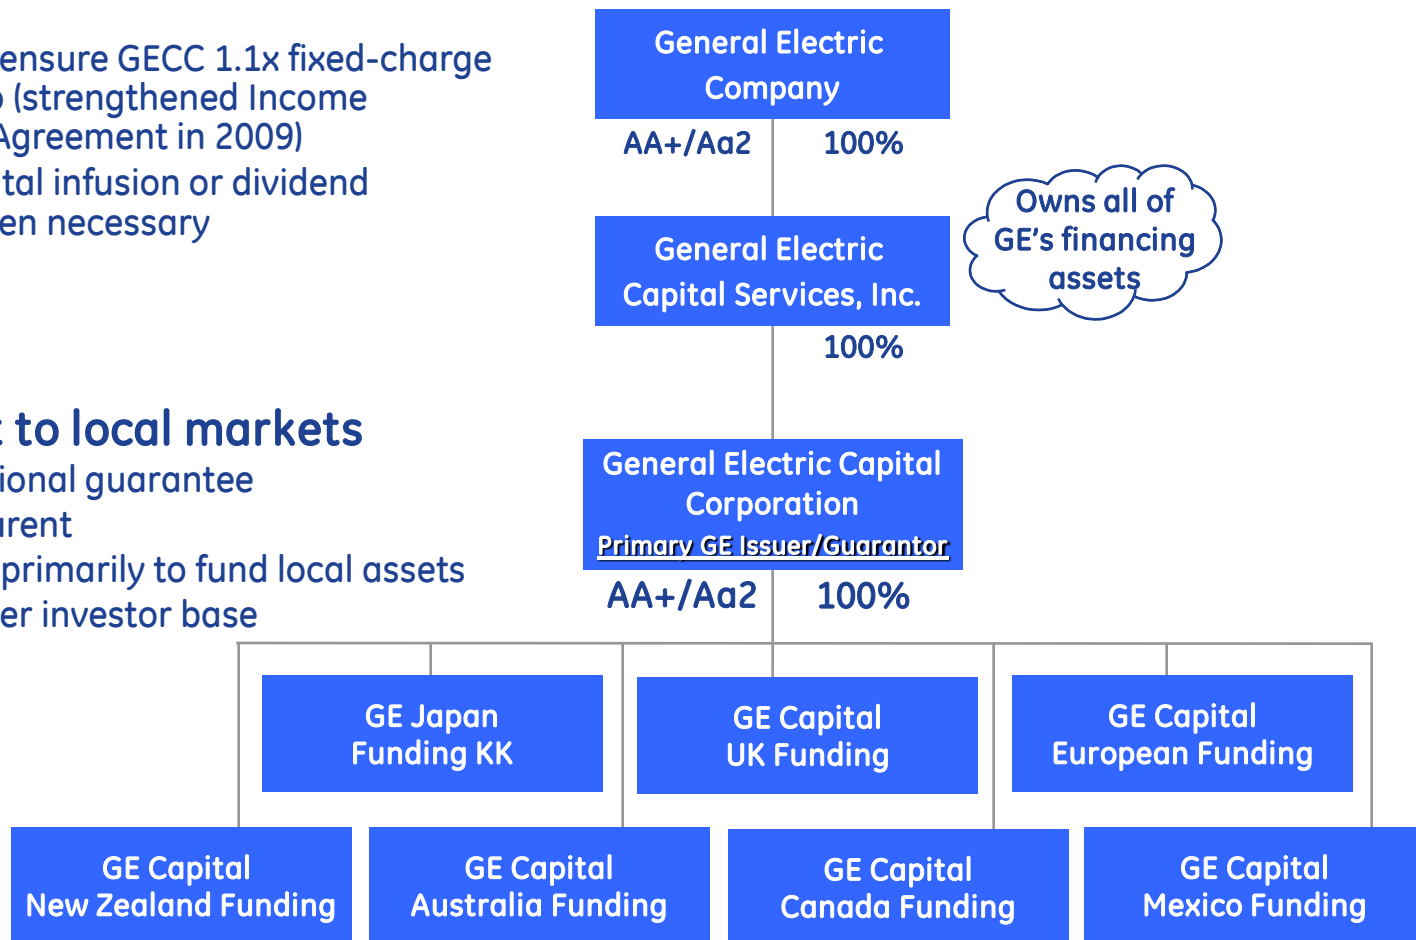 ensure GECC 1.1x fixed-charge
(strengthened Income
Agreement in 2009)
tal infusion or dividend
en necessary
to local markets
ional guarantee
arent
primarily to fund local assets
er investor base
General Electric
Company
AA+/Aa2 100%
General Electric
Capital Services, Inc.
Owns all of
GE's financing
assets
100%
General Electric Capital
Corporation
Primary GE Issuer/Guarantor
AA+/Aa2 100%
GE Japan
Funding KK
GE Capital
UK Funding
GE Capital
European Funding
GE Capital
New Zealand Funding
GE Capital
Australia Funding
GE Capital
Canada Funding
GE Capital
Mexico Funding